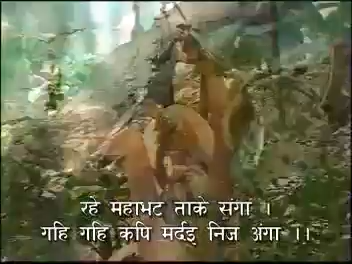 रहे महाभट ताके संगा ।
गहि गहि कपि मर्दइ निज अंगा ।।